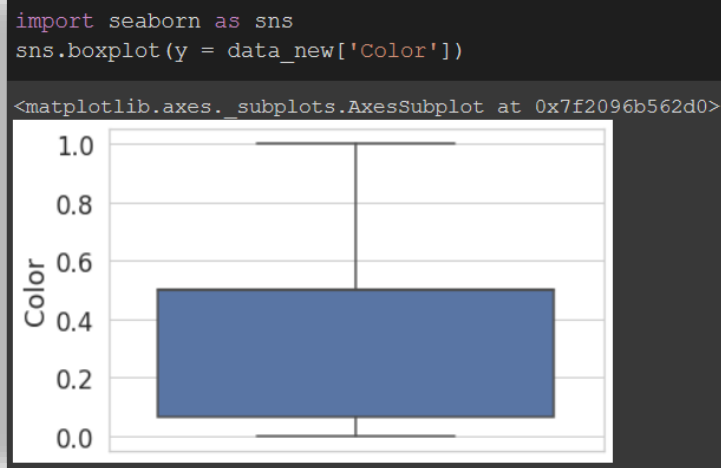 import seaborn as sns
sns.boxplot(y = data_new['Color'])
<matplotlib.axes._subplots.AxesSubplot at 0x7f2096b562d0>
1.0
0.8
0.6
0.4
0.2
0.0
Color